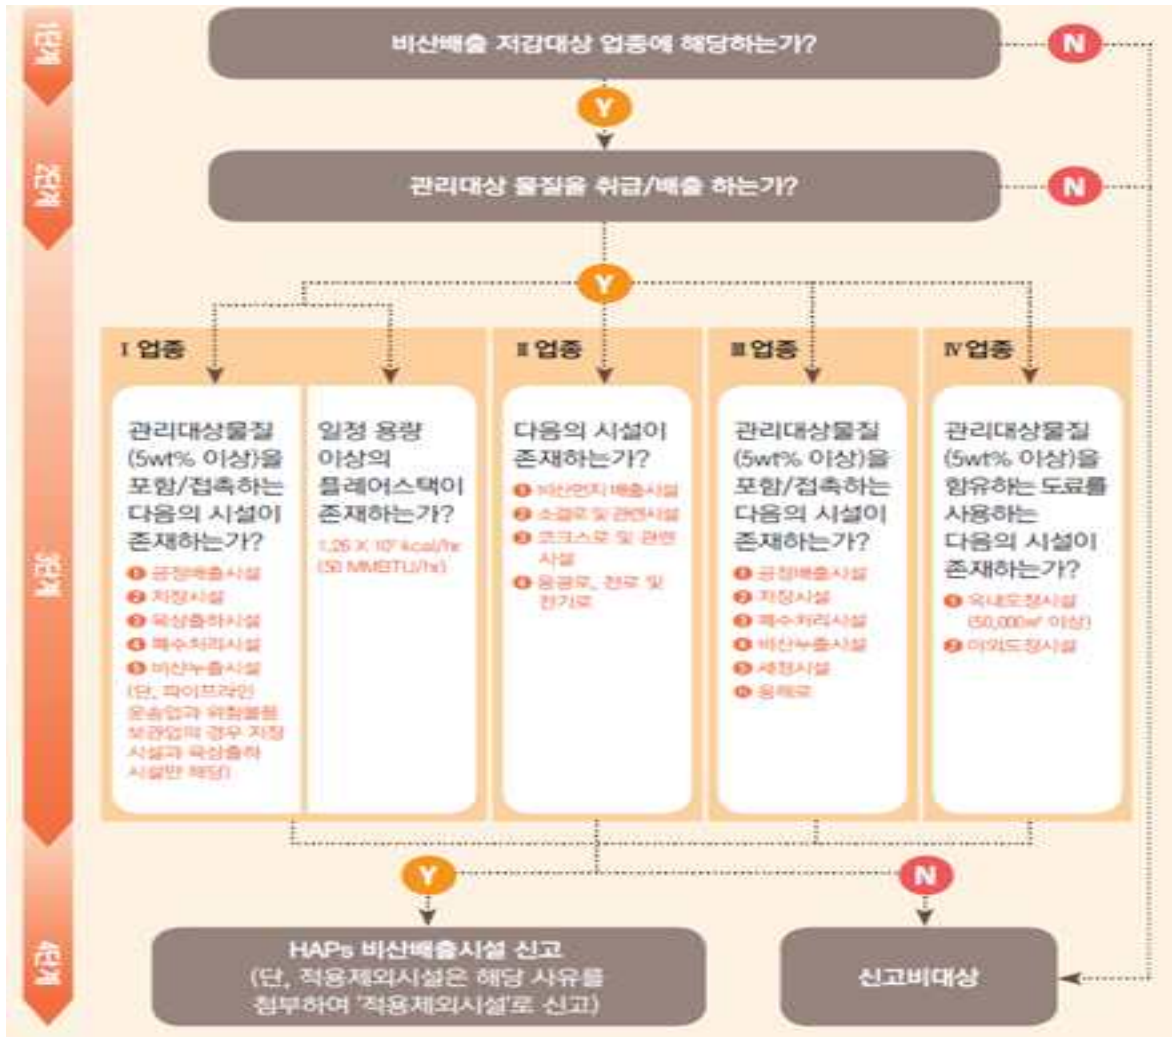 1단계
비산배출 저감대상 업종에 해당하는가?
N
Y
2단계
관리대상 물질을 취급/배출 하는가?
N
Y
3단계
Ⅰ 업종
관리대상물질
(5wt% 이상)을
포함/접촉하는
다음의 시설이
존재하는가?
❶ 공정배출시설
❷ 저장시설
❸ 육상출하시설
❹ 폐수처리시설
❺ 비산누출시설
(단, 파이프라인
운송업과 위험물품
보관업의 경우 저장
시설과 육상출하
시설만 해당)
일정 용량
이상의
플레어스택이
존재하는가?
kcal/hr
(50 MMBTU/hr)
Ⅱ 업종
다음의 시설이
존재하는가?
❶ 비산먼지 배출시설
❷ 소결로 및 관련시설
❸ 코크스로 및 관련
시설
❹ 용광로, 전로 및
전기로
Ⅲ 업종
관리대상물질
(5wt% 이상)을
포함/접촉하는
다음의 시설이
존재하는가?
❶ 공정배출시설
❷ 저장시설
❸ 폐수처리시설
❹ 비산누출시설
❺ 세정시설
❻ 용해로
Ⅳ 업종
관리대상물질
(5wt% 이상)을
함유하는 도료를
사용하는
다음의 시설이
존재하는가?
❶ 옥내도장시설
(50,000㎥ 이상)
❷ 야외도장시설
Y
N
4단계
HAPs 비산배출시설 신고
(단, 적용제외시설은 해당 사유를
첨부하여 '적용제외시설'로 신고)
신고비대상